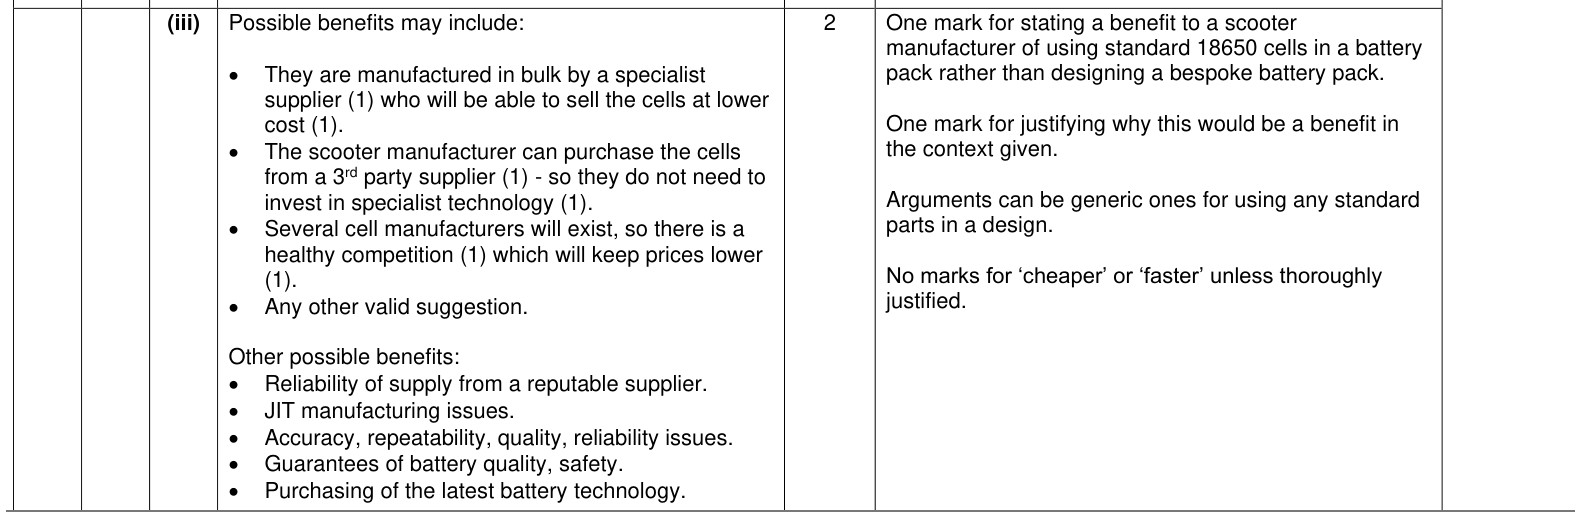 (iii) Possible benefits may include: 2 One mark for stating a benefit to a scooter
manufacturer of using standard 18650 cells in a battery
pack rather than designing a bespoke battery pack.
• They are manufactured in bulk by a specialist
supplier (1) who will be able to sell the cells at lower
cost (1).
One mark for justifying why this would be a benefit in
the context given.
• The scooter manufacturer can purchase the cells
from a 3rd party supplier (1) - so they do not need to
invest in specialist technology (1).
Arguments can be generic ones for using any standard
parts in a design.
• Several cell manufacturers will exist, so there is a
healthy competition (1) which will keep prices lower
(1).
No marks for ‘cheaper’ or ‘faster’ unless thoroughly
justified.
• Any other valid suggestion.
Other possible benefits:
• Reliability of supply from a reputable supplier.
• JIT manufacturing issues.
• Accuracy, repeatability, quality, reliability issues.
• Guarantees of battery quality, safety.
• Purchasing of the latest battery technology.